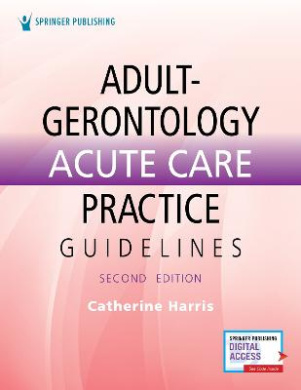 SPRINGER PUBLISHING
ADULT-
GERONTOLOGY
ACUTE CARE
PRACTICE
GUIDELINES
SECOND EDITION
Catherine Harris
SPRINGER PUBLISHING
DIGITAL
ACCESS